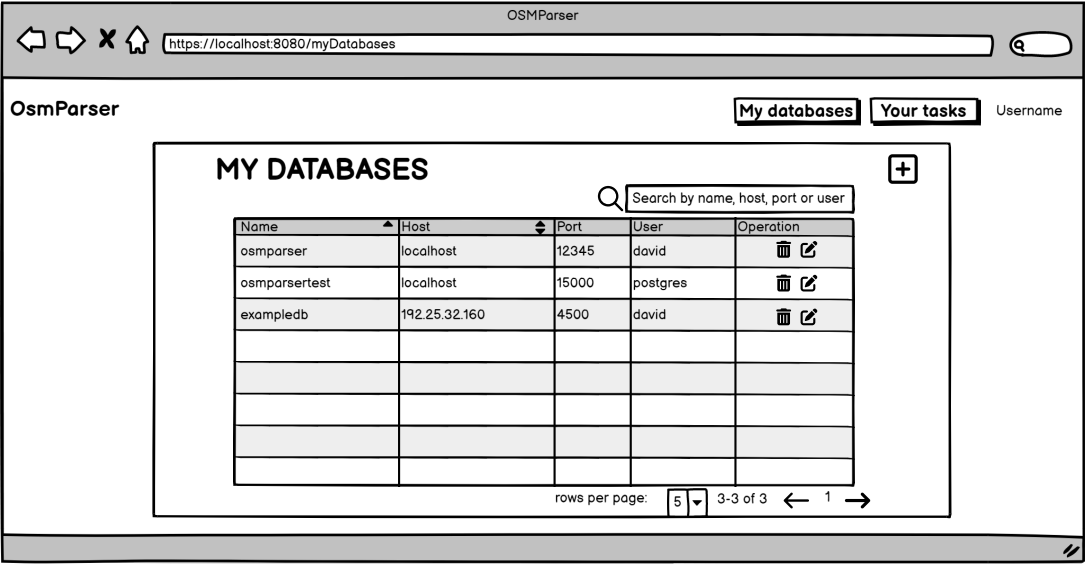 OSMParser
https://localhost:8080/myDatabases
OsmParser My databases Your tasks Username
MY DATABASES
Search by name, host, port or user
Name Host Port User Operation
osmparser localhost 12345 david
osmparsertest localhost 15000 postgres
exampledb 192.25.32.160 4500 david
rows per page: 5 3-3 of 3 1